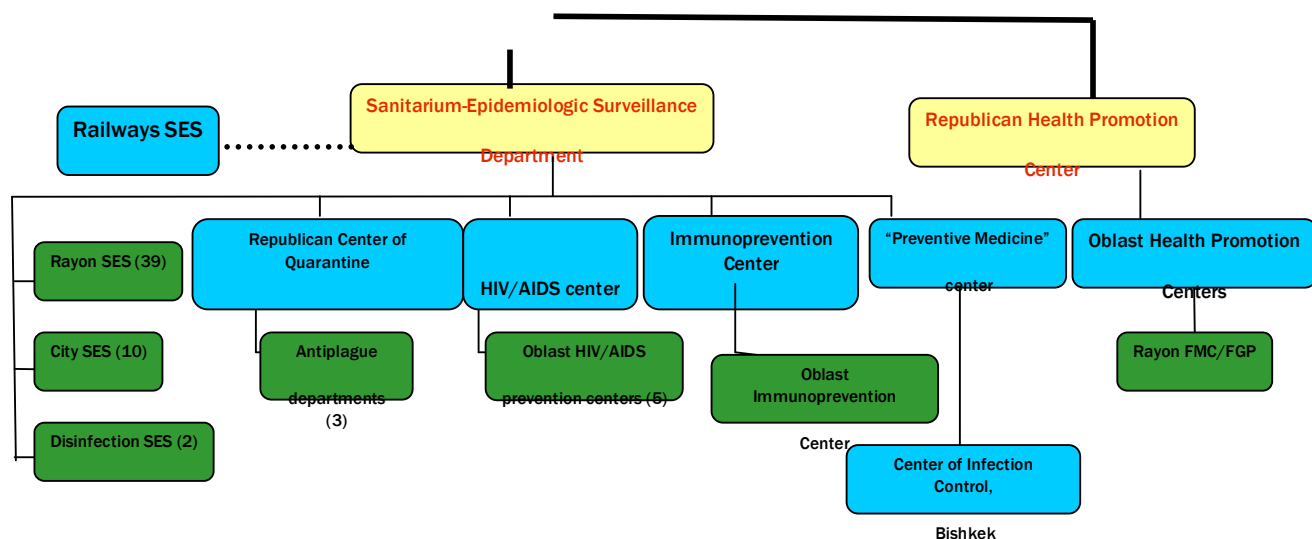 Sanitarium-Epidemiologic Surveillance
Department
Railways SES
Republican Health Promotion
Center
Rayon SES (39)
City SES (10)
Disinfection SES (2)
Republican Center of
Quarantine
Antiplague
departments
(3)
HIV/AIDS center
Oblast HIV/AIDS
prevention centers (5)
Immunoprevention
Center
Oblast
Immunoprevention
Center
“Preventive Medicine”
center
Center of Infection
Control,
Bishkek
Oblast Health Promotion
Centers
Rayon FMC/FGP